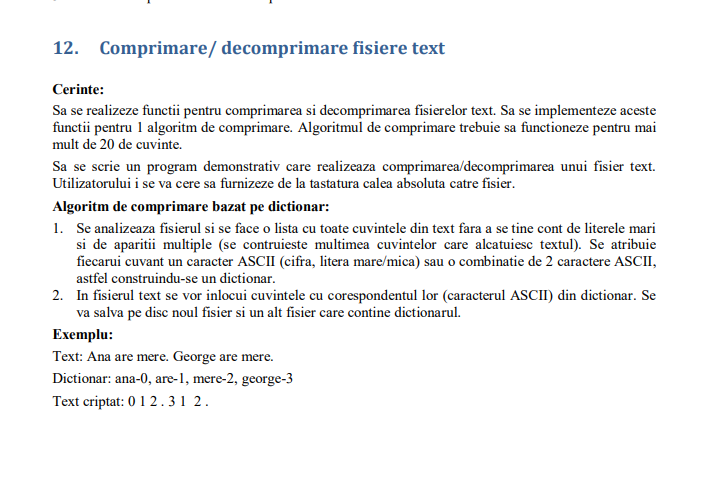 12. Comprimare/ decomprimare fisiere text
Cerinte:
Sa se realizeze functii pentru comprimarea si decomprimarea fisierelor text. Sa se implementeze aceste
functii pentru 1 algoritm de comprimare. Algoritmul de comprimare trebuie sa functioneze pentru mai
mult de 20 de cuvinte.
Sa se scrie un program demonstrativ care realizeaza comprimarea/decomprimarea unui fisier text.
Utilizatorului i se va cere sa furnizeze de la tastatura calea absoluta catre fisier.
Algoritm de comprimare bazat pe dictionar:
1. Se analizeaza fisierul si se face o lista cu toate cuvintele din text fara a se tine cont de literele mari
si de aparitii multiple (se contruieste multimea cuvintelor care alcatuiesc textul). Se atribuie
fiecarui cuvant un caracter ASCII (cifra, litera mare/mica) sau o combinatie de 2 caractere ASCII,
astfel construindu-se un dictionar.
2. In fisierul text se vor inlocui cuvintele cu corespondentul lor (caracterul ASCII) din dictionar. Se
va salva pe disc noul fisier si un alt fisier care contine dictionarul.
Exemplu:
Text: Ana are mere. George are mere.
Dictionar: ana-0, are-1, mere-2, george-3
Text criptat: 0 1 2 . 3 1 2 .